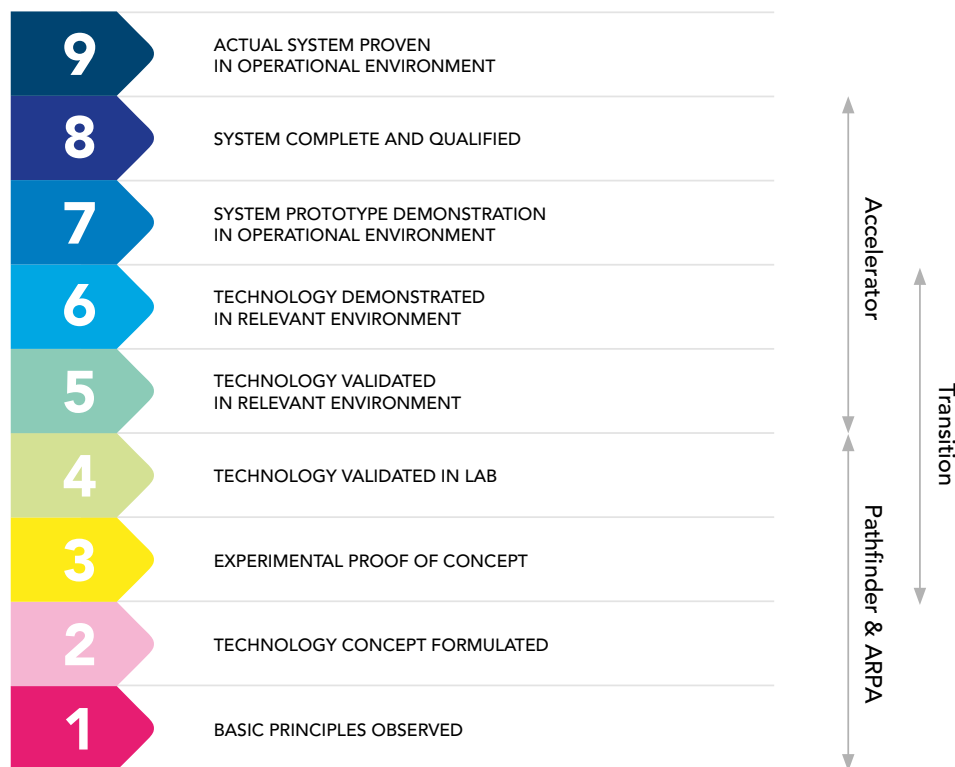 9
ACTUAL SYSTEM PROVEN
IN OPERATIONAL ENVIRONMENT
8
SYSTEM COMPLETE AND QUALIFIED
7
SYSTEM PROTOTYPE DEMONSTRATION
IN OPERATIONAL ENVIRONMENT
6
TECHNOLOGY DEMONSTRATED
IN RELEVANT ENVIRONMENT
5
TECHNOLOGY VALIDATED
IN RELEVANT ENVIRONMENT
4
TECHNOLOGY VALIDATED IN LAB
3
EXPERIMENTAL PROOF OF CONCEPT
2
TECHNOLOGY CONCEPT FORMULATED
1
BASIC PRINCIPLES OBSERVED
Accelerator
Pathfinder & ARPA
Transition